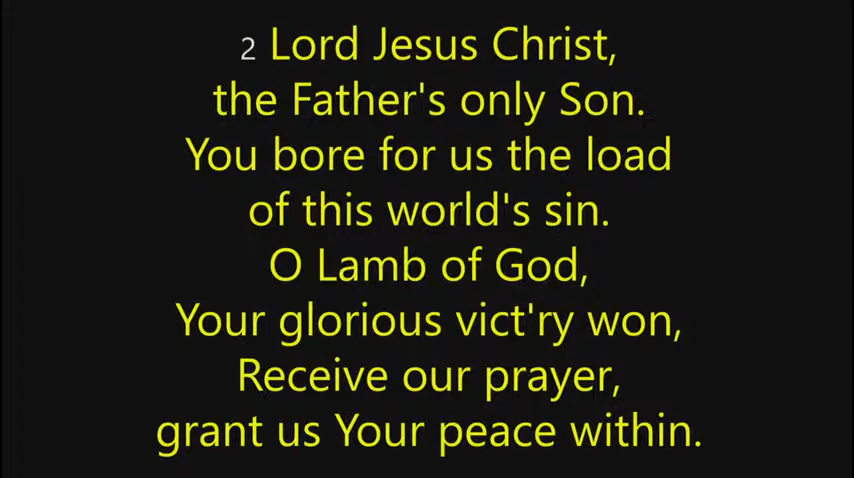 2 Lord Jesus Christ,
the Father's only Son.
You bore for us the load
of this world's sin.
O Lamb of God,
Your glorious vict'ry won,
Receive our prayer,
grant us Your peace within.